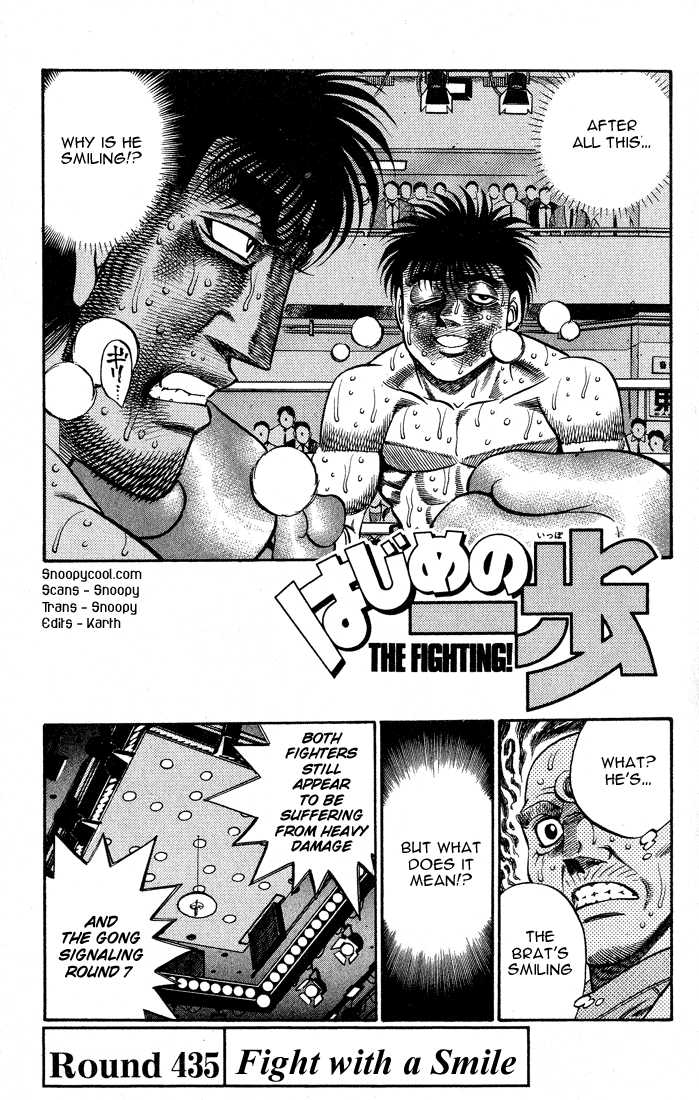 AFTER
ALL THIS...
WHY IS HE
SMILING!?
ギリッ
Snoopycool.com
Scans - Snoopy
Trans - Snoopy
Edits - Karth
いっぽ
はじめの一歩
THE FIGHTING!
WHAT?
HE'S...
THE
BRAT'S
SMILING
BUT WHAT
DOES IT
MEAN!?
BOTH
FIGHTERS
STILL
APPEAR
TO BE
SUFFERING
FROM HEAVY
DAMAGE
AND
THE GONG
SIGNALING
ROUND 7
Round 435
Fight with a Smile